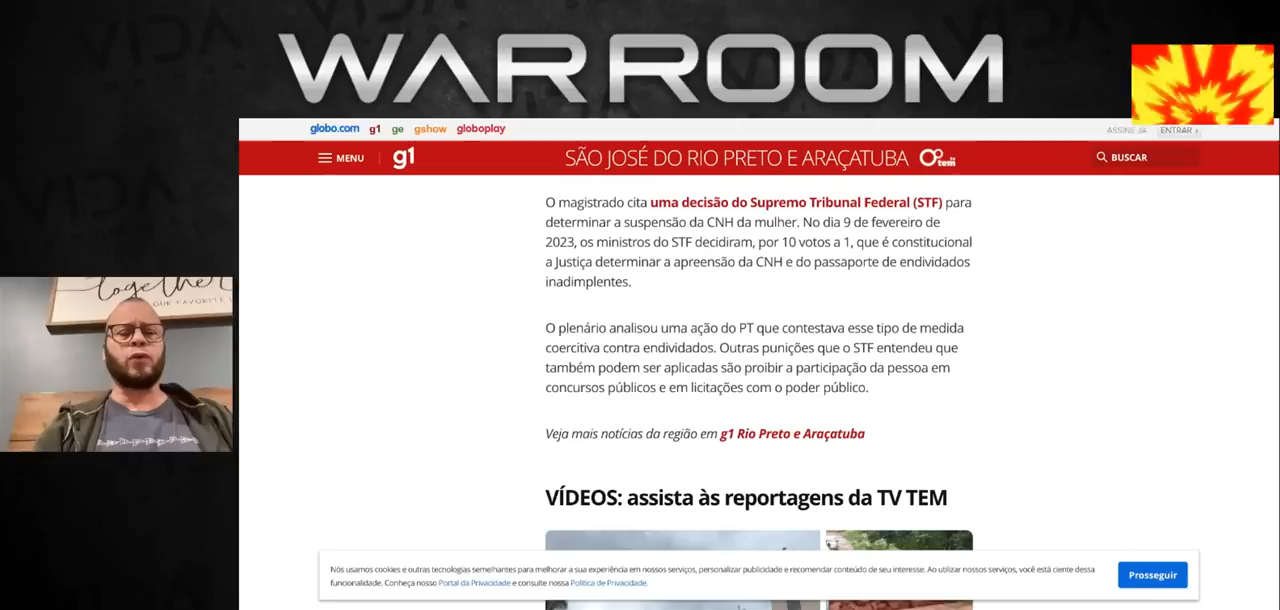 WARROOM
globo.com g1 ge gshow globoplay
ASSINE JÁ ENTRAR ›
MENU g1 SÃO JOSÉ DO RIO PRETO E ARAÇATUBA tem BUSCAR
O magistrado cita uma decisão do Supremo Tribunal Federal (STF) para
determinar a suspensão da CNH da mulher. No dia 9 de fevereiro de
2023, os ministros do STF decidiram, por 10 votos a 1, que é constitucional
a Justiça determinar a apreensão da CNH e do passaporte de endividados
inadimplentes.
together
O plenário analisou uma ação do PT que contestava esse tipo de medida
coercitiva contra endividados. Outras punições que o STF entendeu que
também podem ser aplicadas são proibir a participação da pessoa em
concursos públicos e em licitações com o poder público.
Veja mais notícias da região em g1 Rio Preto e Araçatuba
VÍDEOS: assista às reportagens da TV TEM
Nós usamos cookies e outras tecnologias semelhantes para melhorar a sua experiência em nossos serviços, personalizar publicidade e recomendar conteúdo de seu interesse. Ao utilizar nossos serviços, você está ciente dessa
funcionalidade. Conheça nosso Portal da Privacidade e consulte nossa Política de Privacidade.
Prosseguir